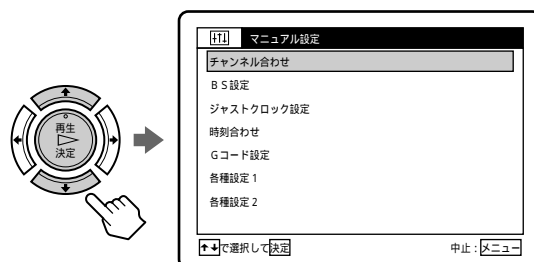 再生
決定
マニュアル設定
チャンネル合わせ
BS設定
ジャストクロック設定
時刻合わせ
Gコード設定
各種設定1
各種設定2
↑↓で選択して決定
中止：メニュー